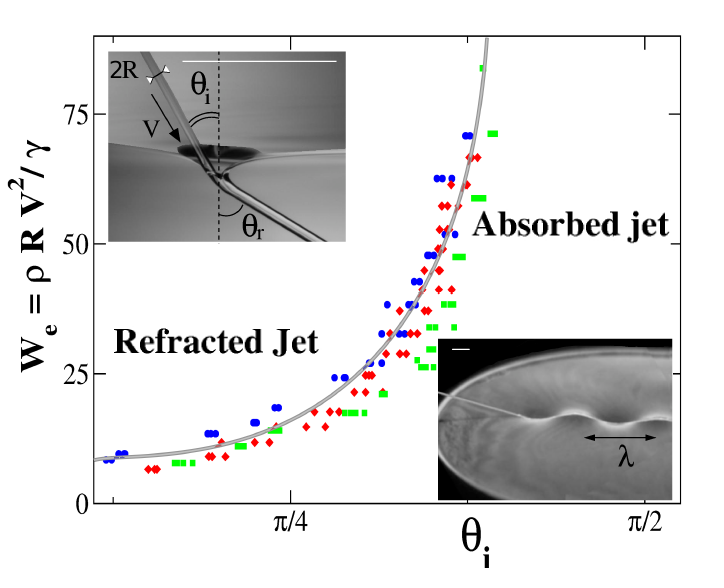 2R
θi
V
θr
75
50
25
0
We = ρ R V²/γ
Absorbed jet
Refracted Jet
λ
π/4
π/2
θi